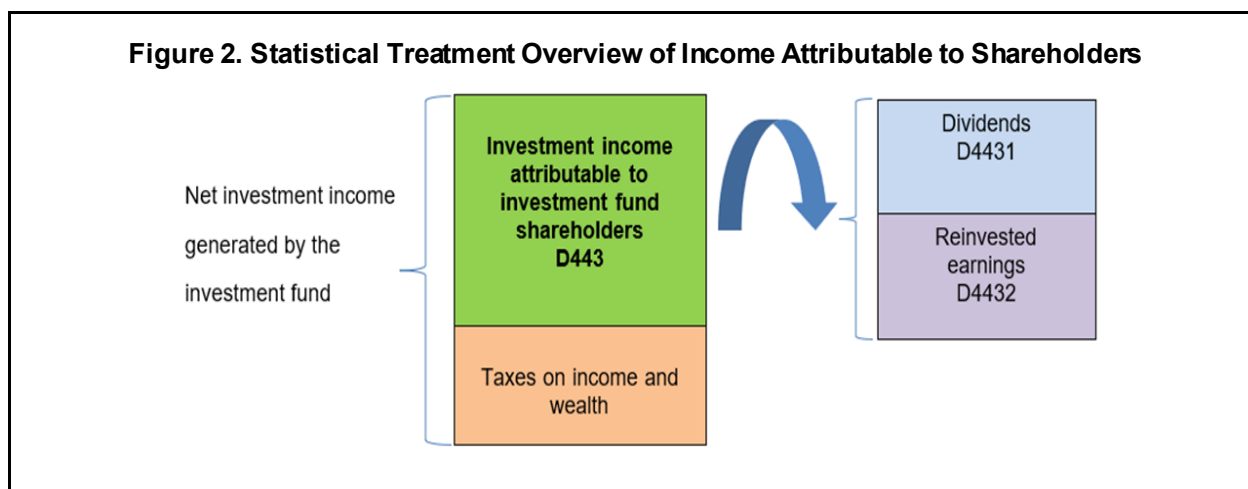 Figure 2. Statistical Treatment Overview of Income Attributable to Shareholders
Net investment income
generated by the
investment fund
Investment income
attributable to
investment fund
shareholders
D443
Taxes on income and
wealth
Dividends
D4431
Reinvested
earnings
D4432